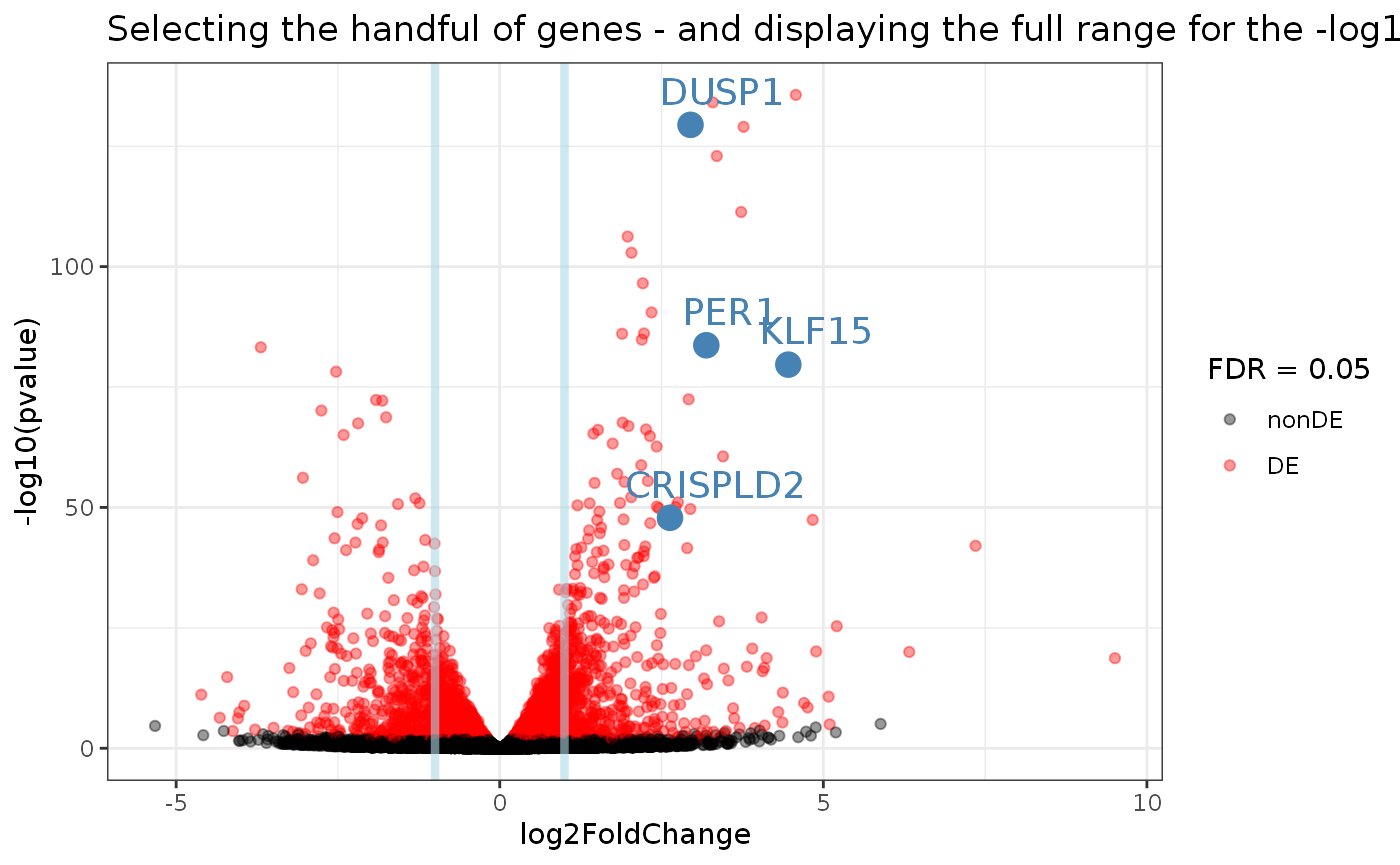 Selecting the handful of genes - and displaying the full range for the -log1
DUSP1
PER1
KLF15
CRISPLD2
-log10(pvalue)
100
50
0
-5
0
5
10
log2FoldChange
FDR = 0.05
nonDE
DE